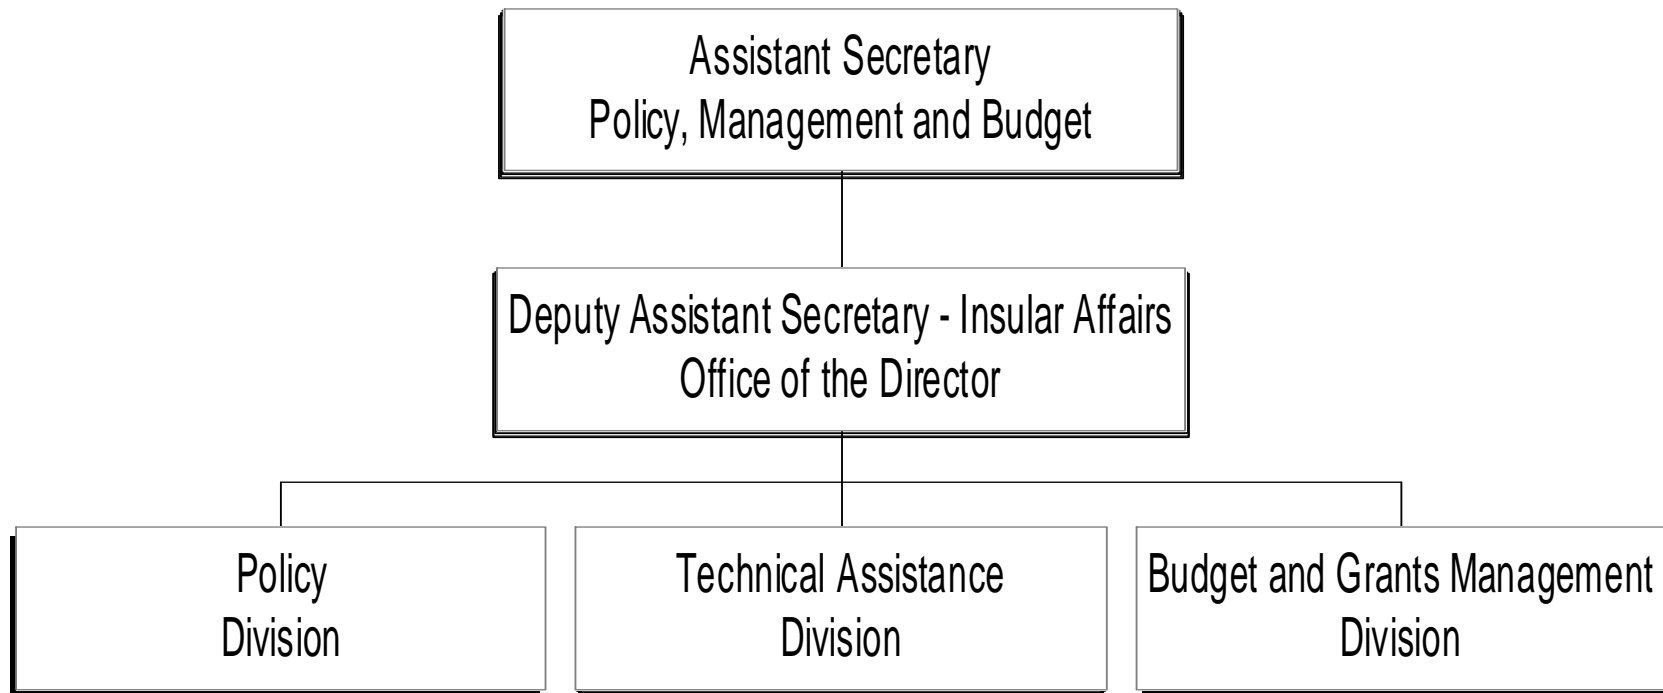 Assistant Secretary
Policy, Management and Budget
Deputy Assistant Secretary - Insular Affairs
Office of the Director
Policy
Division
Technical Assistance
Division
Budget and Grants Management
Division